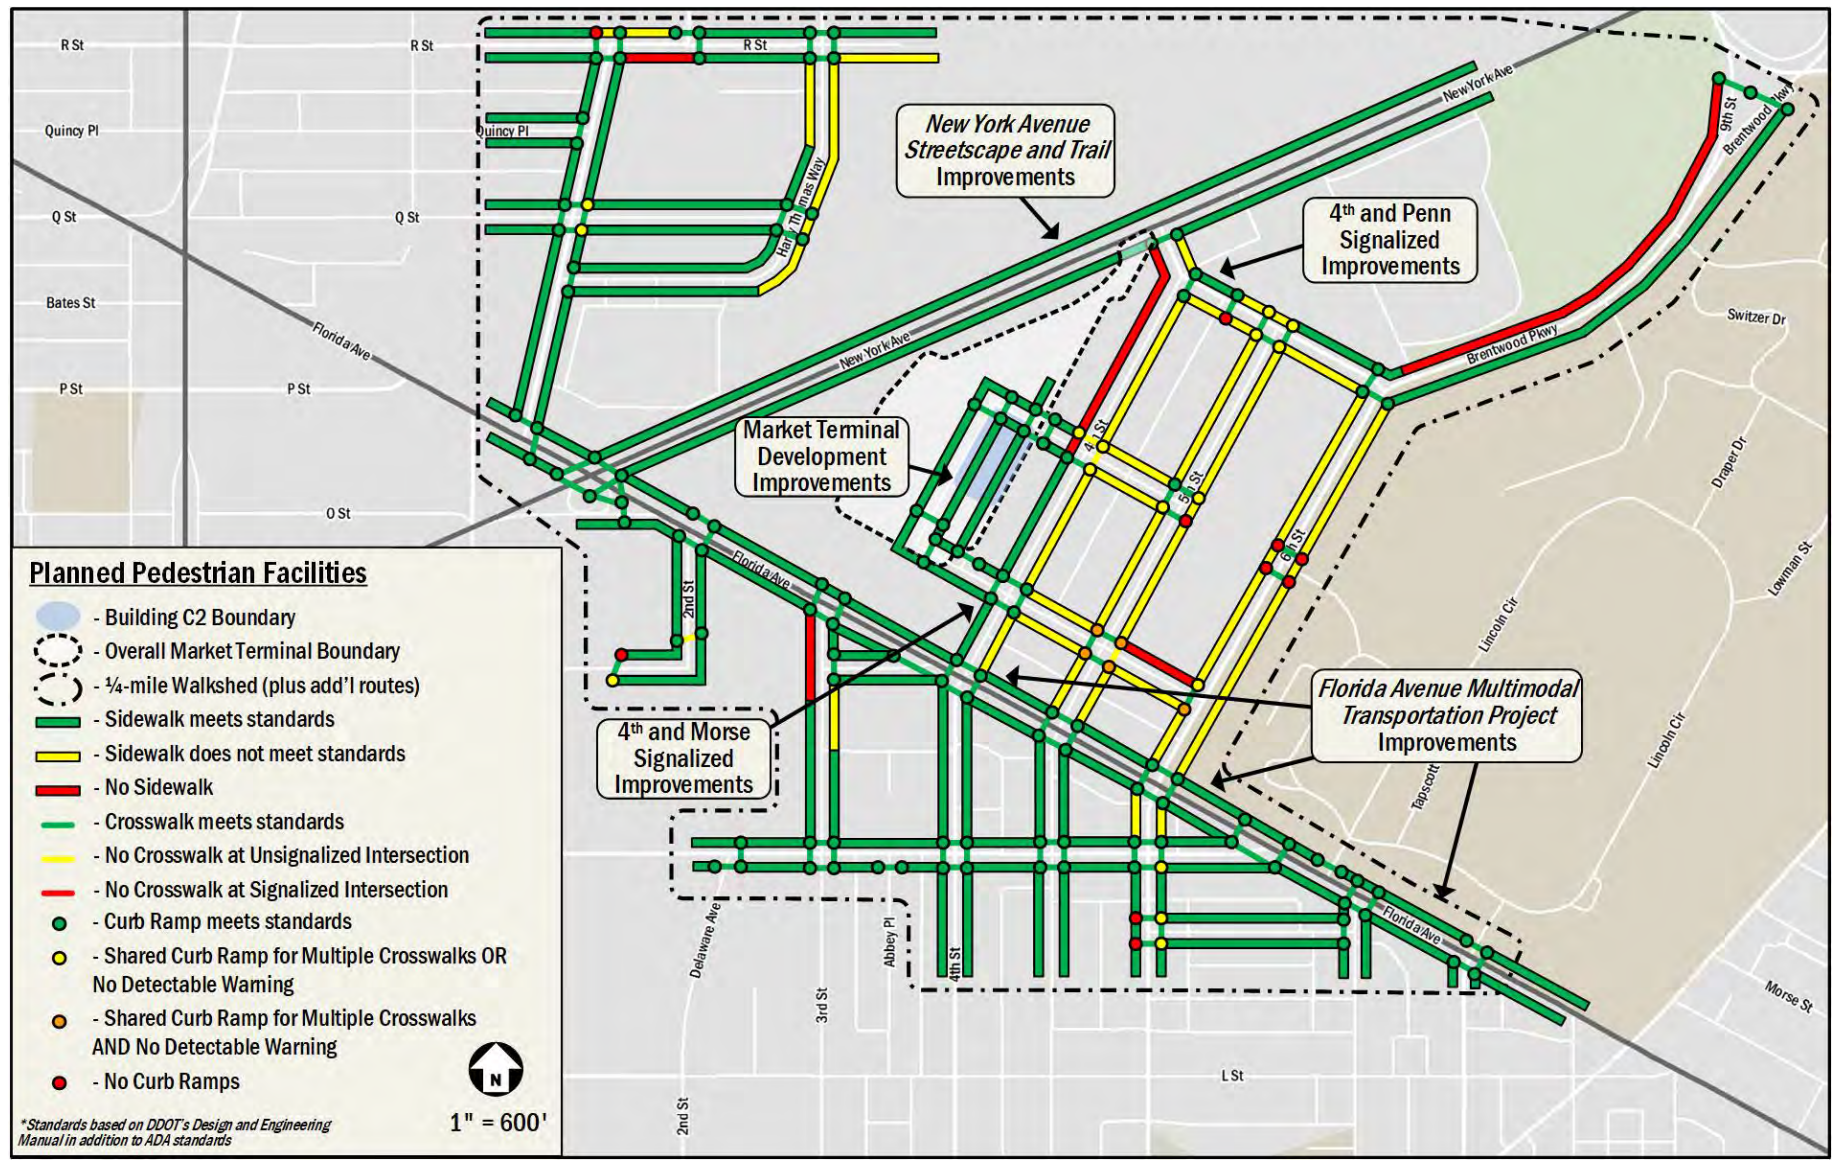 R St
R St
R St
Quincy Pl
Quincy Pl
Q St
Q St
Bates St
P St
P St
O St
Florida Ave
New York Ave
New York Ave
Harry Thomas Way
9th St
Brentwood Pkwy
Brentwood Pkwy
Switzer Dr
Draper Dr
Lowman St
Lincoln Cir
Lincoln Cir
Tapscott
Morse St
4th St
5th St
6th St
2nd St
Florida Ave
Florida Ave
Delaware Ave
Abbey Pl
4th St
3rd St
2nd St
L St
New York Avenue
Streetscape and Trail
Improvements
4th and Penn
Signalized
Improvements
Market Terminal
Development
Improvements
4th and Morse
Signalized
Improvements
Florida Avenue Multimodal
Transportation Project
Improvements
Planned Pedestrian Facilities
- Building C2 Boundary
- Overall Market Terminal Boundary
- ¼-mile Walkshed (plus add'l routes)
- Sidewalk meets standards
- Sidewalk does not meet standards
- No Sidewalk
- Crosswalk meets standards
- No Crosswalk at Unsignalized Intersection
- No Crosswalk at Signalized Intersection
- Curb Ramp meets standards
- Shared Curb Ramp for Multiple Crosswalks OR
No Detectable Warning
- Shared Curb Ramp for Multiple Crosswalks
AND No Detectable Warning
- No Curb Ramps
N
1" = 600'
*Standards based on DDOT's Design and Engineering
Manual in addition to ADA standards